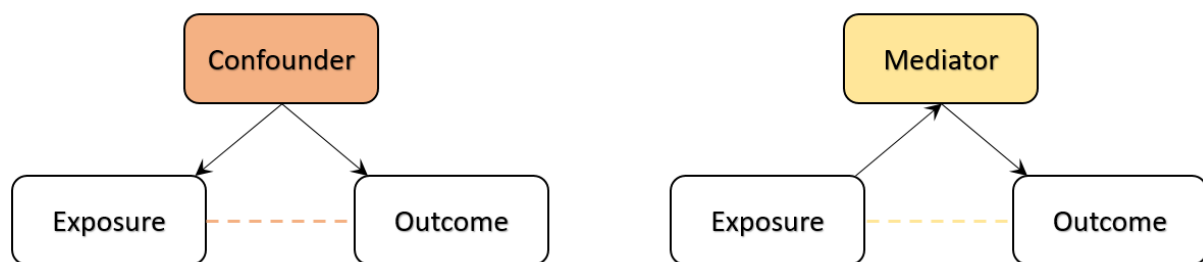 Confounder
Mediator
Exposure
Outcome
Exposure
Outcome